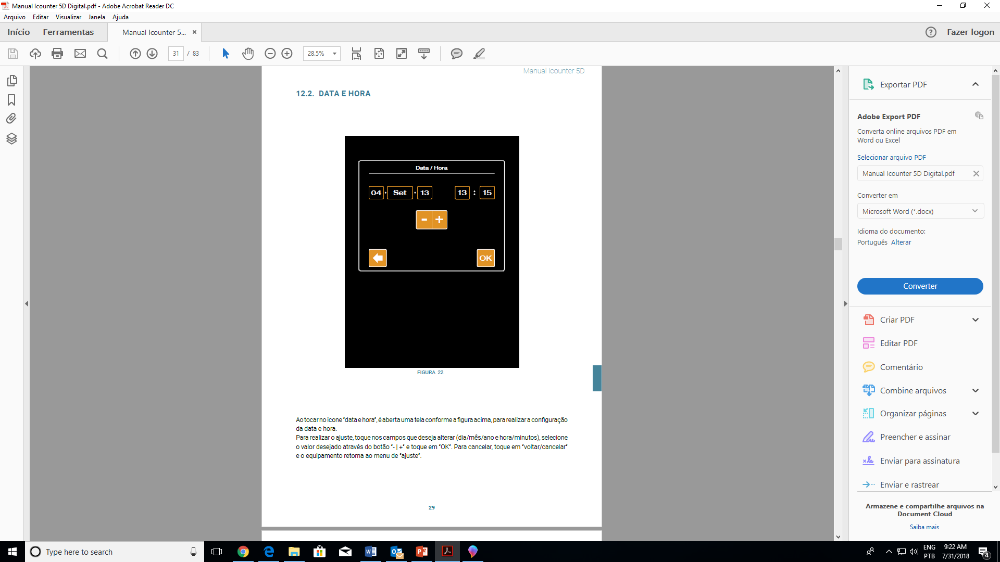 Manual Icounter 5D Digital.pdf - Adobe Acrobat Reader DC
Arquivo Editar Visualizar Janela Ajuda
Início Ferramentas Manual Icounter 5... × Fazer logon
31 / 83 28.5%
Manual Icounter 5D
12.2. DATA E HORA
Data / Hora
04 · Set · 13 13 : 15
- +
OK
FIGURA 22
Ao tocar no ícone "data e hora", é aberta uma tela conforme a figura acima, para realizar a configuração
da data e hora.
Para realizar o ajuste, toque nos campos que deseja alterar (dia/mês/ano e hora/minutos), selecione
o valor desejado através do botão "- | +" e toque em "OK". Para cancelar, toque em "voltar/cancelar"
e o equipamento retorna ao menu de "ajuste".
29
Exportar PDF
Adobe Export PDF
Converta online arquivos PDF em
Word ou Excel
Selecionar arquivo PDF
Manual Icounter 5D Digital.pdf
Converter em
Microsoft Word (*.docx)
Idioma do documento:
Português Alterar
Converter
Criar PDF
Editar PDF
Comentário
Combine arquivos
Organizar páginas
Preencher e assinar
Enviar para assinatura
Enviar e rastrear
Armazene e compartilhe arquivos na
Document Cloud
Saiba mais
Type here to search
ENG 9:22 AM
PTB 7/31/2018
4